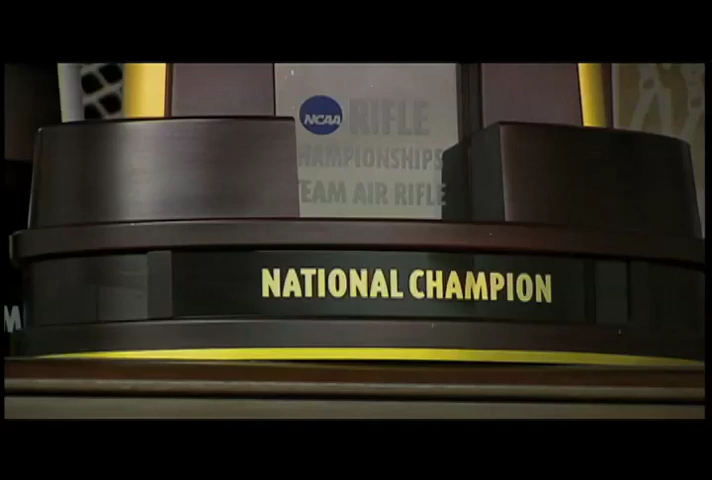 NCAA RIFLE
CHAMPIONSHIPS
TEAM AIR RIFLE
NATIONAL CHAMPION
M